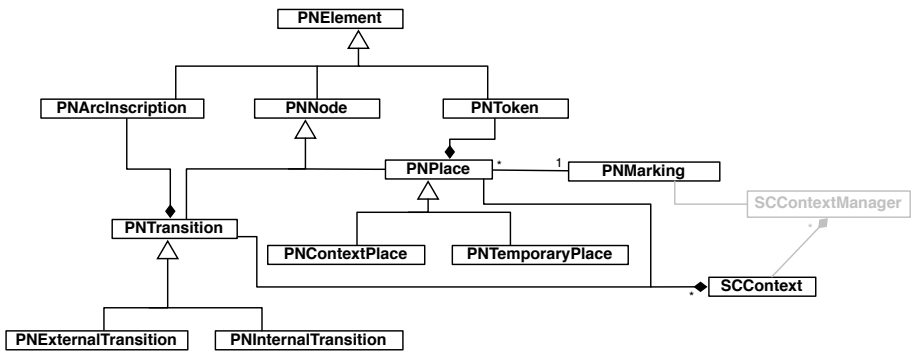 PNElement
PNArcInscription
PNNode
PNToken
PNPlace
*
1
PNMarking
SCContextManager
*
PNTransition
PNContextPlace
PNTemporaryPlace
SCContext
*
PNExternalTransition
PNInternalTransition